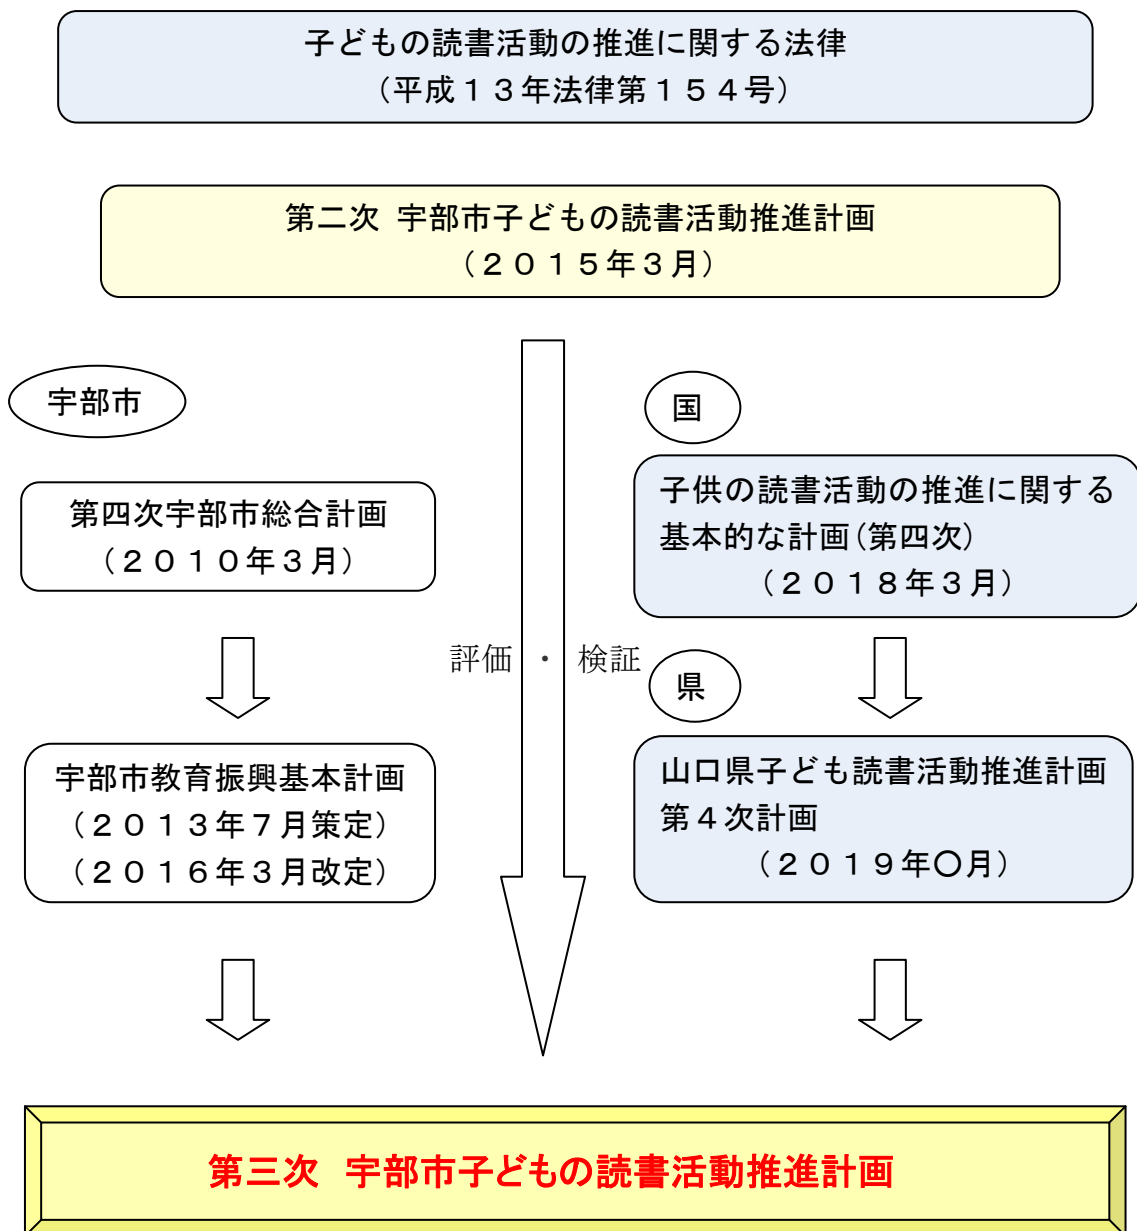 子どもの読書活動の推進に関する法律
（平成１３年法律第１５４号）
第二次 宇部市子どもの読書活動推進計画
（２０１５年３月）
宇部市
第四次宇部市総合計画
（２０１０年３月）
宇部市教育振興基本計画
（２０１３年７月策定）
（２０１６年３月改定）
評価 ・ 検証
国
子供の読書活動の推進に関する
基本的な計画（第四次）
（２０１８年３月）
県
山口県子ども読書活動推進計画
第４次計画
（２０１９年〇月）
第三次 宇部市子どもの読書活動推進計画